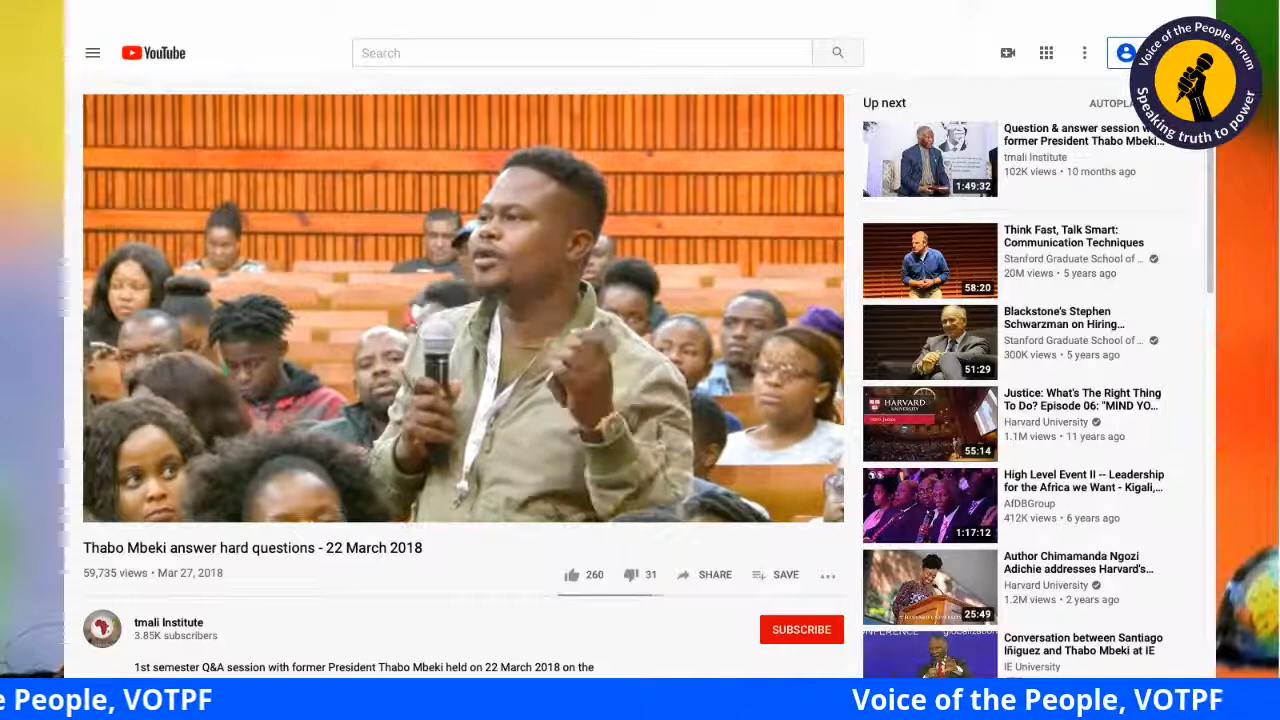 YouTube
Search
Voice of the People Forum
Speaking truth to power
Up next
Question & answer session
former President Thabo Mbeki...
tmali Institute
102K views • 10 months ago
1:49:32
Think Fast, Talk Smart:
Communication Techniques
Stanford Graduate School of ...
20M views • 5 years ago
58:20
Blackstone's Stephen
Schwarzman on Hiring...
Stanford Graduate School of ...
300K views • 5 years ago
51:29
Justice: What's The Right Thing
To Do? Episode 06: "MIND YO...
Harvard University
1.1M views • 11 years ago
HARVARD
UNIVERSITY
55:14
High Level Event II -- Leadership
for the Africa we Want - Kigali,...
AfDBGroup
412K views • 6 years ago
1:17:12
Author Chimamanda Ngozi
Adichie addresses Harvard's...
Harvard University
1.2M views • 2 years ago
25:49
Conversation between Santiago
Iñiguez and Thabo Mbeki at IE
IE University
Thabo Mbeki answer hard questions - 22 March 2018
59,735 views • Mar 27, 2018
260
31
SHARE
SAVE
tmali Institute
3.85K subscribers
SUBSCRIBE
1st semester Q&A session with former President Thabo Mbeki held on 22 March 2018 on the
e People, VOTPF
Voice of the People, VOTPF